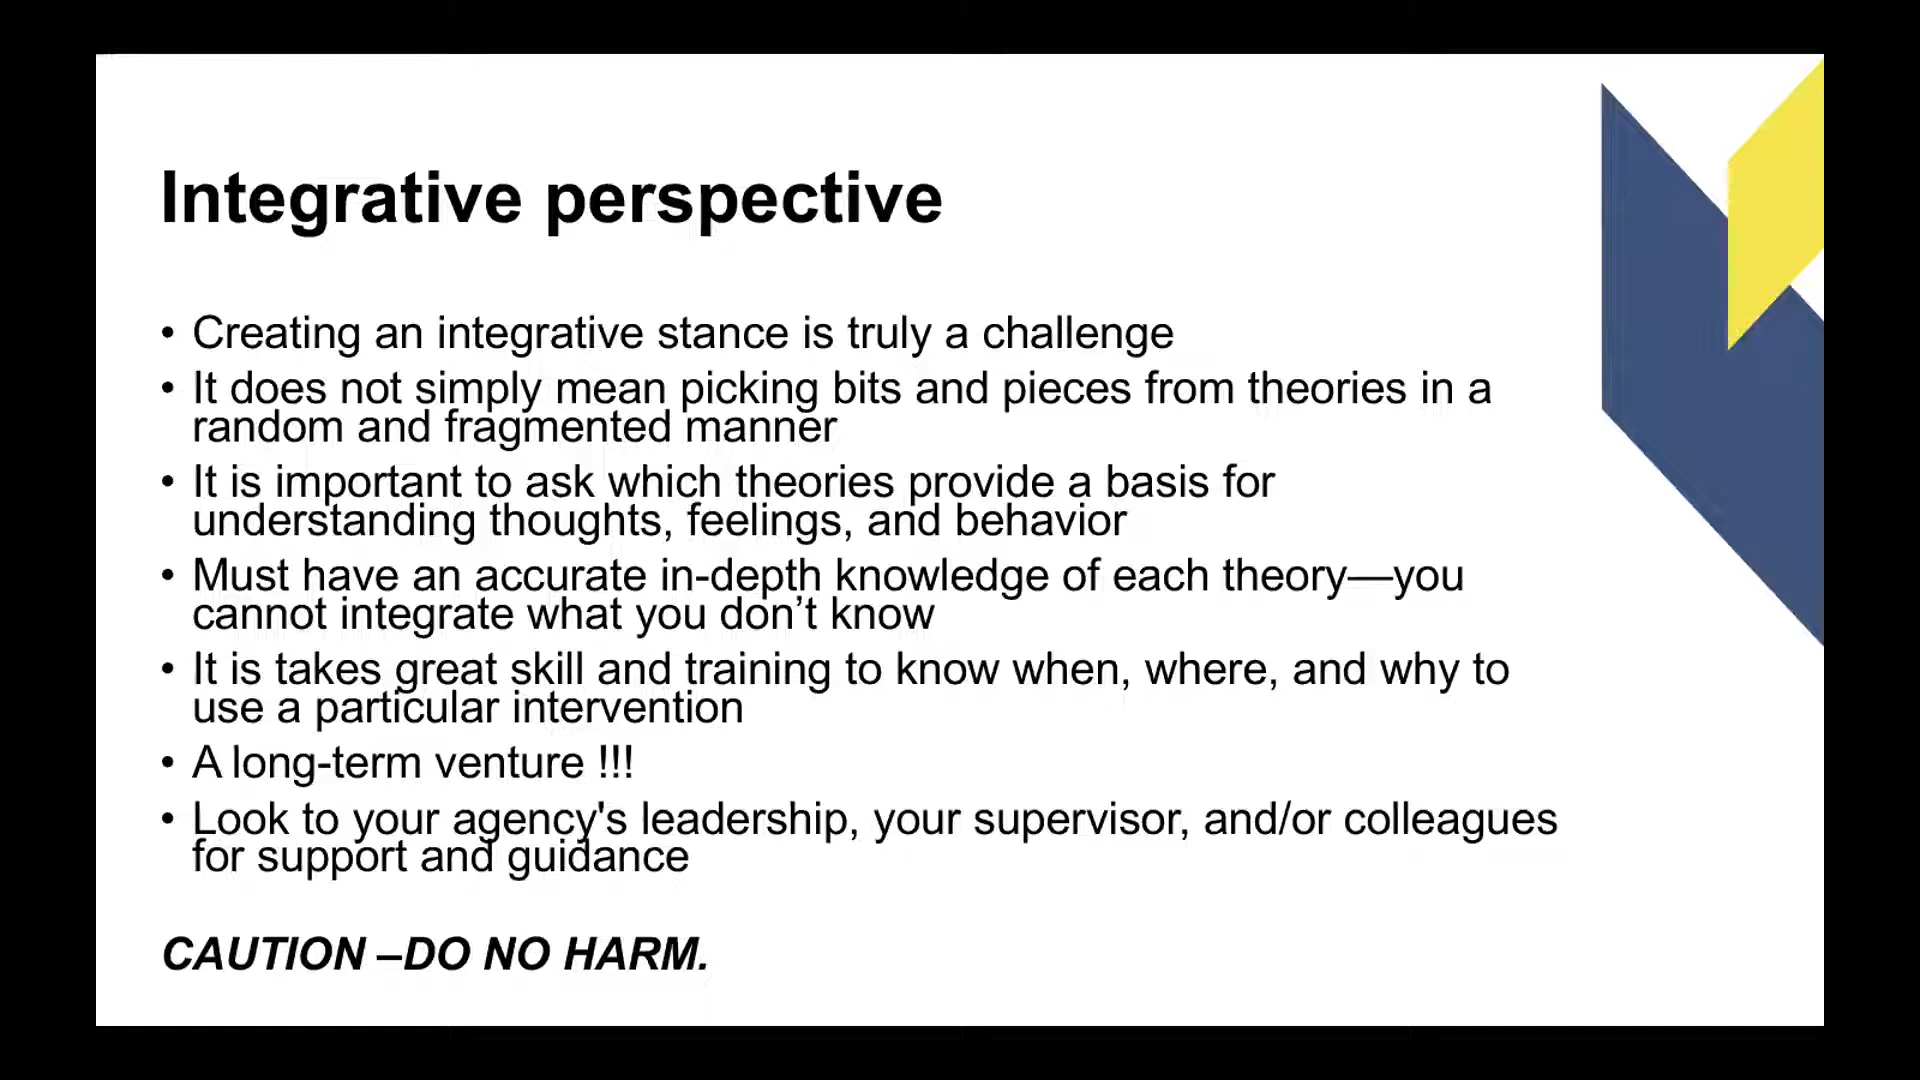 Integrative perspective
• Creating an integrative stance is truly a challenge
• It does not simply mean picking bits and pieces from theories in a
random and fragmented manner
• It is important to ask which theories provide a basis for
understanding thoughts, feelings, and behavior
• Must have an accurate in-depth knowledge of each theory—you
cannot integrate what you don’t know
• It is takes great skill and training to know when, where, and why to
use a particular intervention
• A long-term venture !!!
• Look to your agency's leadership, your supervisor, and/or colleagues
for support and guidance
CAUTION –DO NO HARM.